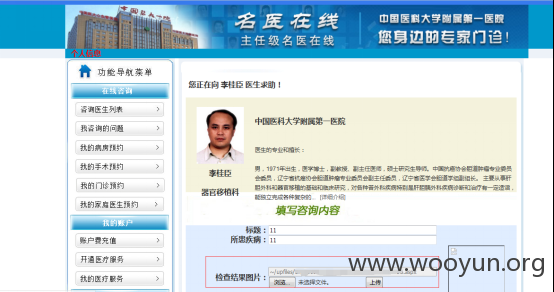 名医在线
主任级名医在线
中国医科大学附属第一医院
您身边的专家门诊!
个人信息
功能导航菜单
在线咨询
咨询医生列表
我咨询的问题
我的病房预约
我的手术预约
我的门诊预约
我的家庭医生预约
我的账户
账户费充值
开通医疗服务
我的医疗服务
您正在向 李桂臣 医生求助!
中国医科大学附属第一医院
医生的专业和擅长:
李桂臣
器官移植科
男,1971年出生,医学博士,副教授、副主任医师,硕士研究生导师。中国抗癌协会胆道肿瘤专业委员
会委员,辽宁省抗癌协会胆道肿瘤专业委员会副主任委员,辽宁省医学会胆道学组副组长。主要从事肝
胆外科和器官移植的基础和临床研究,对各种普外科疾病特别是肝胆胰外科疾病诊断和治疗有一定造诣,
能独立完成各种复杂的... [详细介绍]
填写咨询内容
标题: 11
所患疾病: 11
检查结果图片:
浏览... 未选择文件。 上传
www.wooyun.org